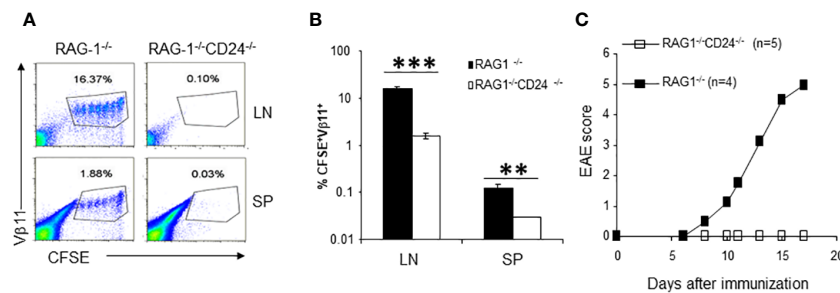 A
RAG-1-/- RAG-1-/-CD24-/-
16.37% 0.10% LN
1.88% 0.03% SP
Vβ11
CFSE
B
% CFSE+Vβ11+
100
10
1
0.1
0.01
***
**
RAG1 -/-
RAG1-/-CD24 -/-
LN SP
C
EAE score
6
5
4
3
2
1
0
RAG1-/-CD24-/- (n=5)
RAG1-/- (n=4)
0 5 10 15 20
Days after immunization